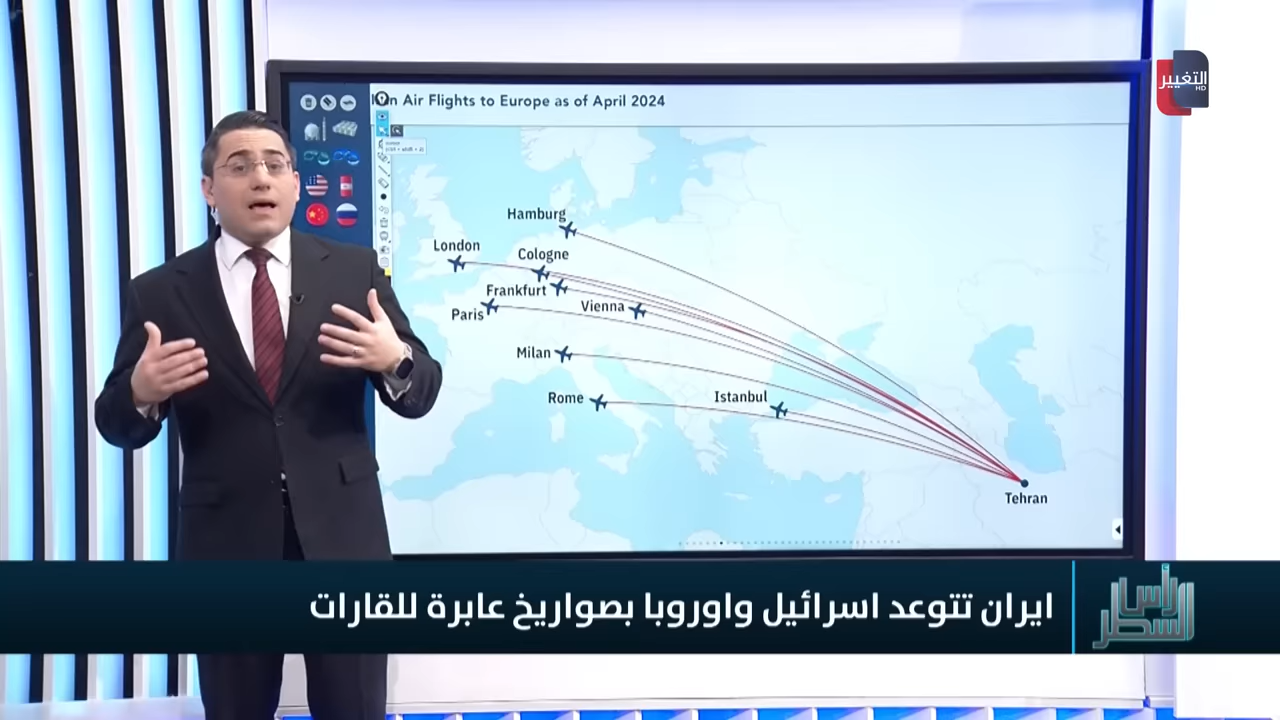 التغيير
HD
Air Flights to Europe as of April 2024
Hamburg
London
Cologne
Frankfurt
Vienna
Paris
Milan
Rome
Istanbul
Tehran
ايران تتوعد اسرائيل واوروبا بصواريخ عابرة للقارات
رأس السطر